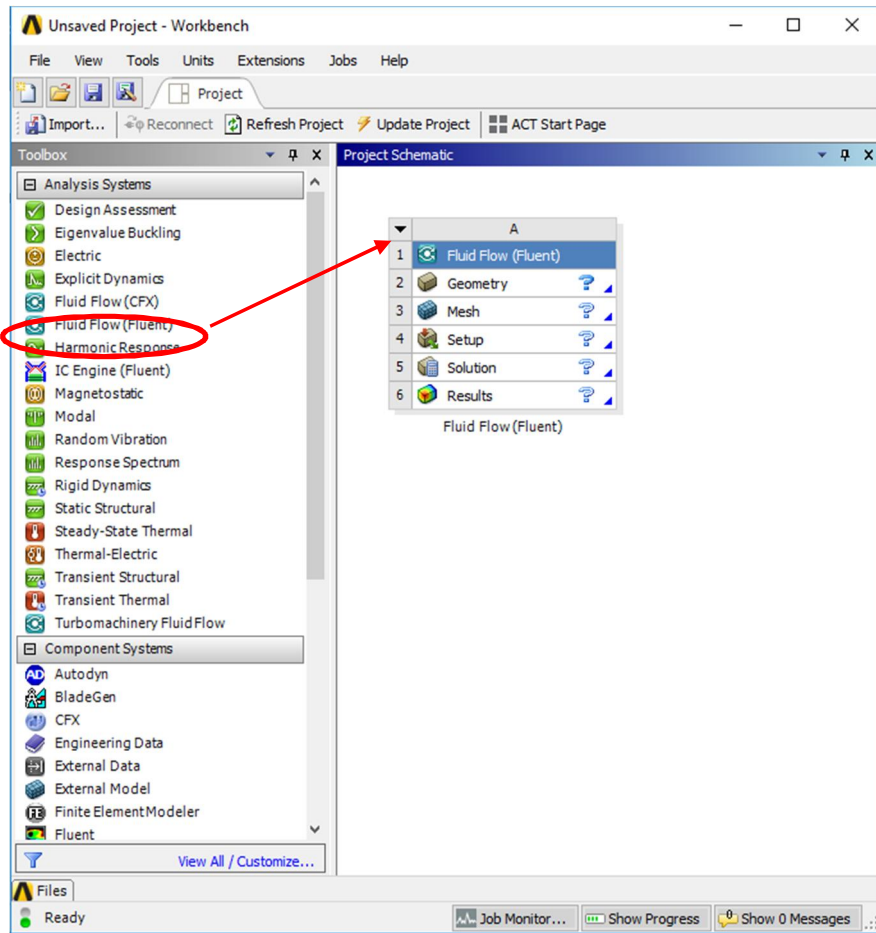 Unsaved Project - Workbench
File View Tools Units Extensions Jobs Help
Project
Import... Reconnect Refresh Project Update Project ACT Start Page
Toolbox
Analysis Systems
Design Assessment
Eigenvalue Buckling
Electric
Explicit Dynamics
Fluid Flow (CFX)
Fluid Flow (Fluent)
Harmonic Response
IC Engine (Fluent)
Magnetostatic
Modal
Random Vibration
Response Spectrum
Rigid Dynamics
Static Structural
Steady-State Thermal
Thermal-Electric
Transient Structural
Transient Thermal
Turbomachinery Fluid Flow
Component Systems
Autodyn
BladeGen
CFX
Engineering Data
External Data
External Model
Finite Element Modeler
Fluent
View All / Customize...
Project Schematic
A
1 Fluid Flow (Fluent)
2 Geometry ?
3 Mesh ?
4 Setup ?
5 Solution ?
6 Results ?
Fluid Flow (Fluent)
Files
Ready Job Monitor... Show Progress Show 0 Messages